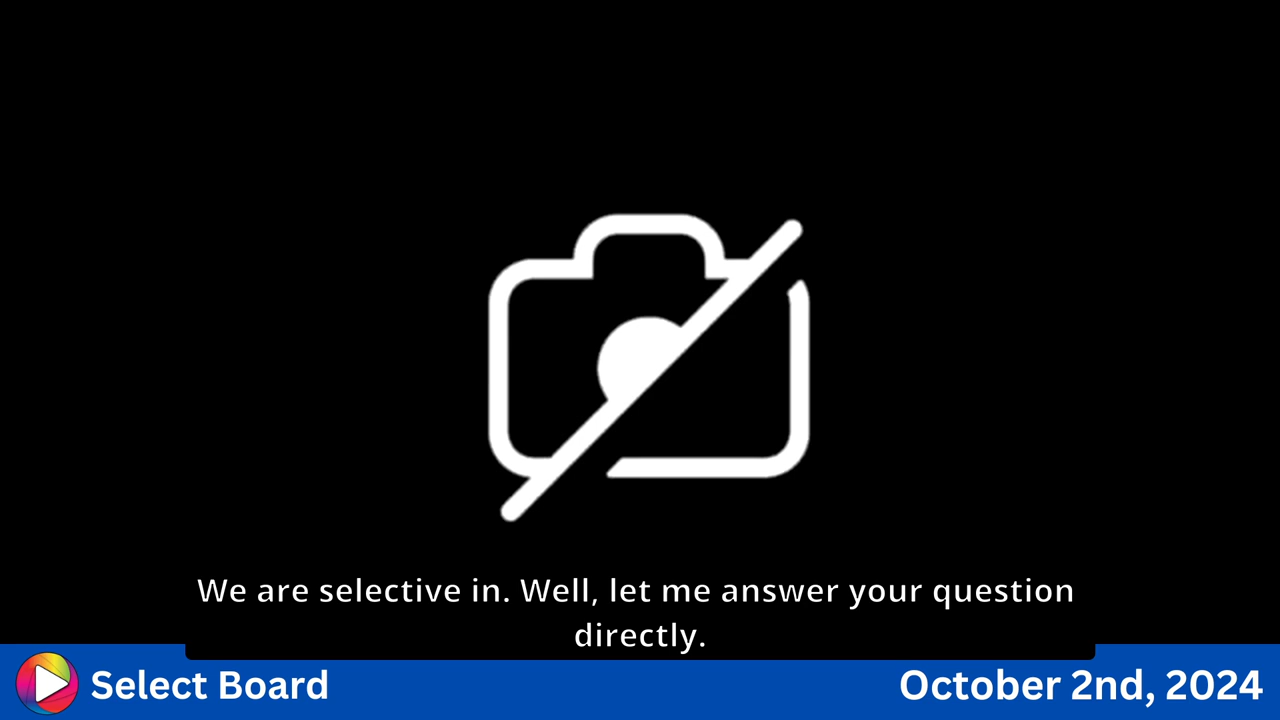 We are selective in. Well, let me answer your question
directly.
Select Board
October 2nd, 2024